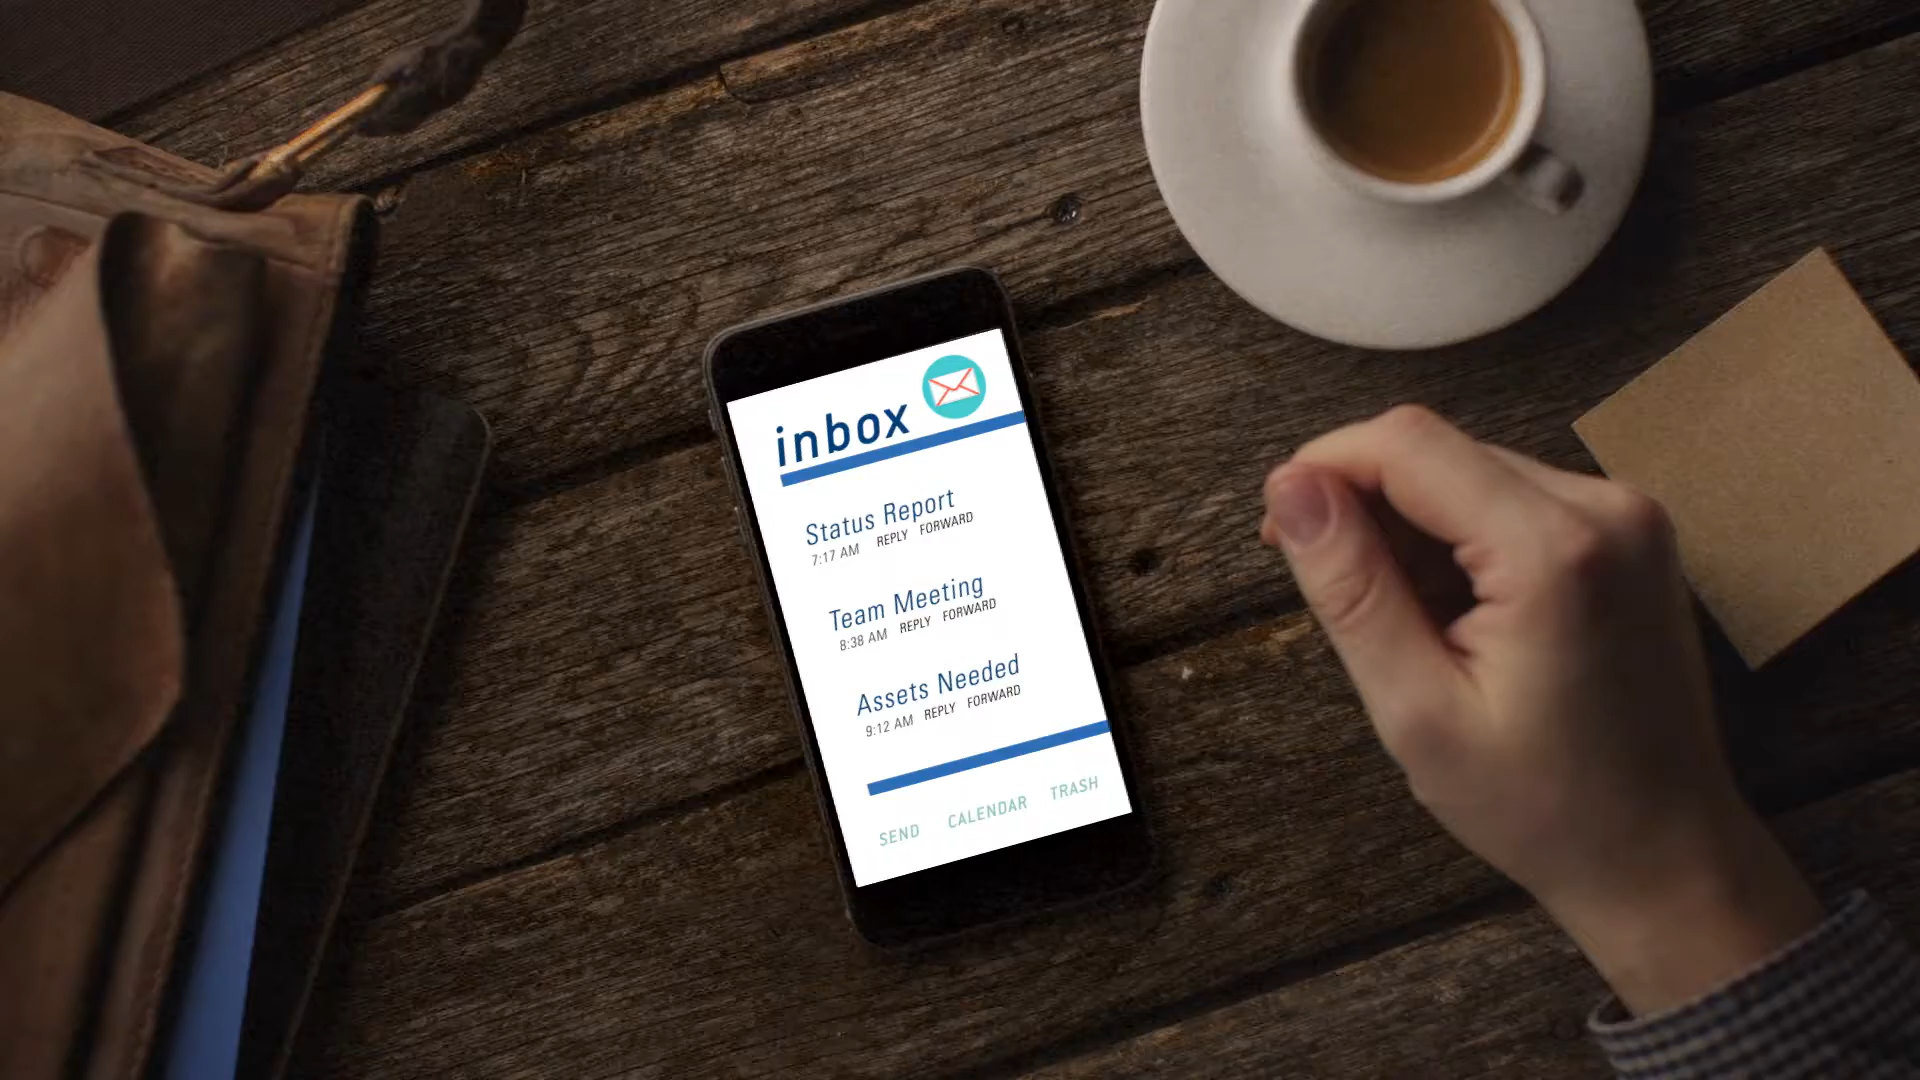 inbox
Status Report
7:17 AM REPLY FORWARD
Team Meeting
8:38 AM REPLY FORWARD
Assets Needed
9:12 AM REPLY FORWARD
SEND CALENDAR TRASH